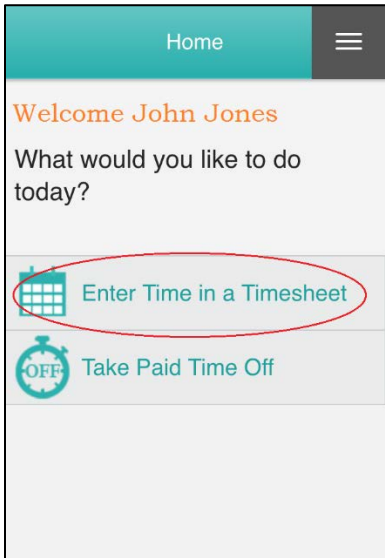 Home
Welcome John Jones
What would you like to do
today?
Enter Time in a Timesheet
OFF
Take Paid Time Off